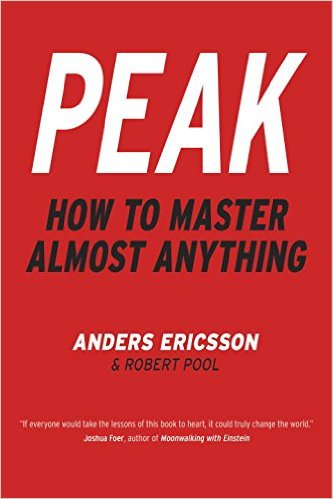 PEAK
HOW TO MASTER
ALMOST ANYTHING
ANDERS ERICSSON
& ROBERT POOL
"If everyone would take the lessons of this book to heart, it could truly change the world."
Joshua Foer, author of Moonwalking with Einstein